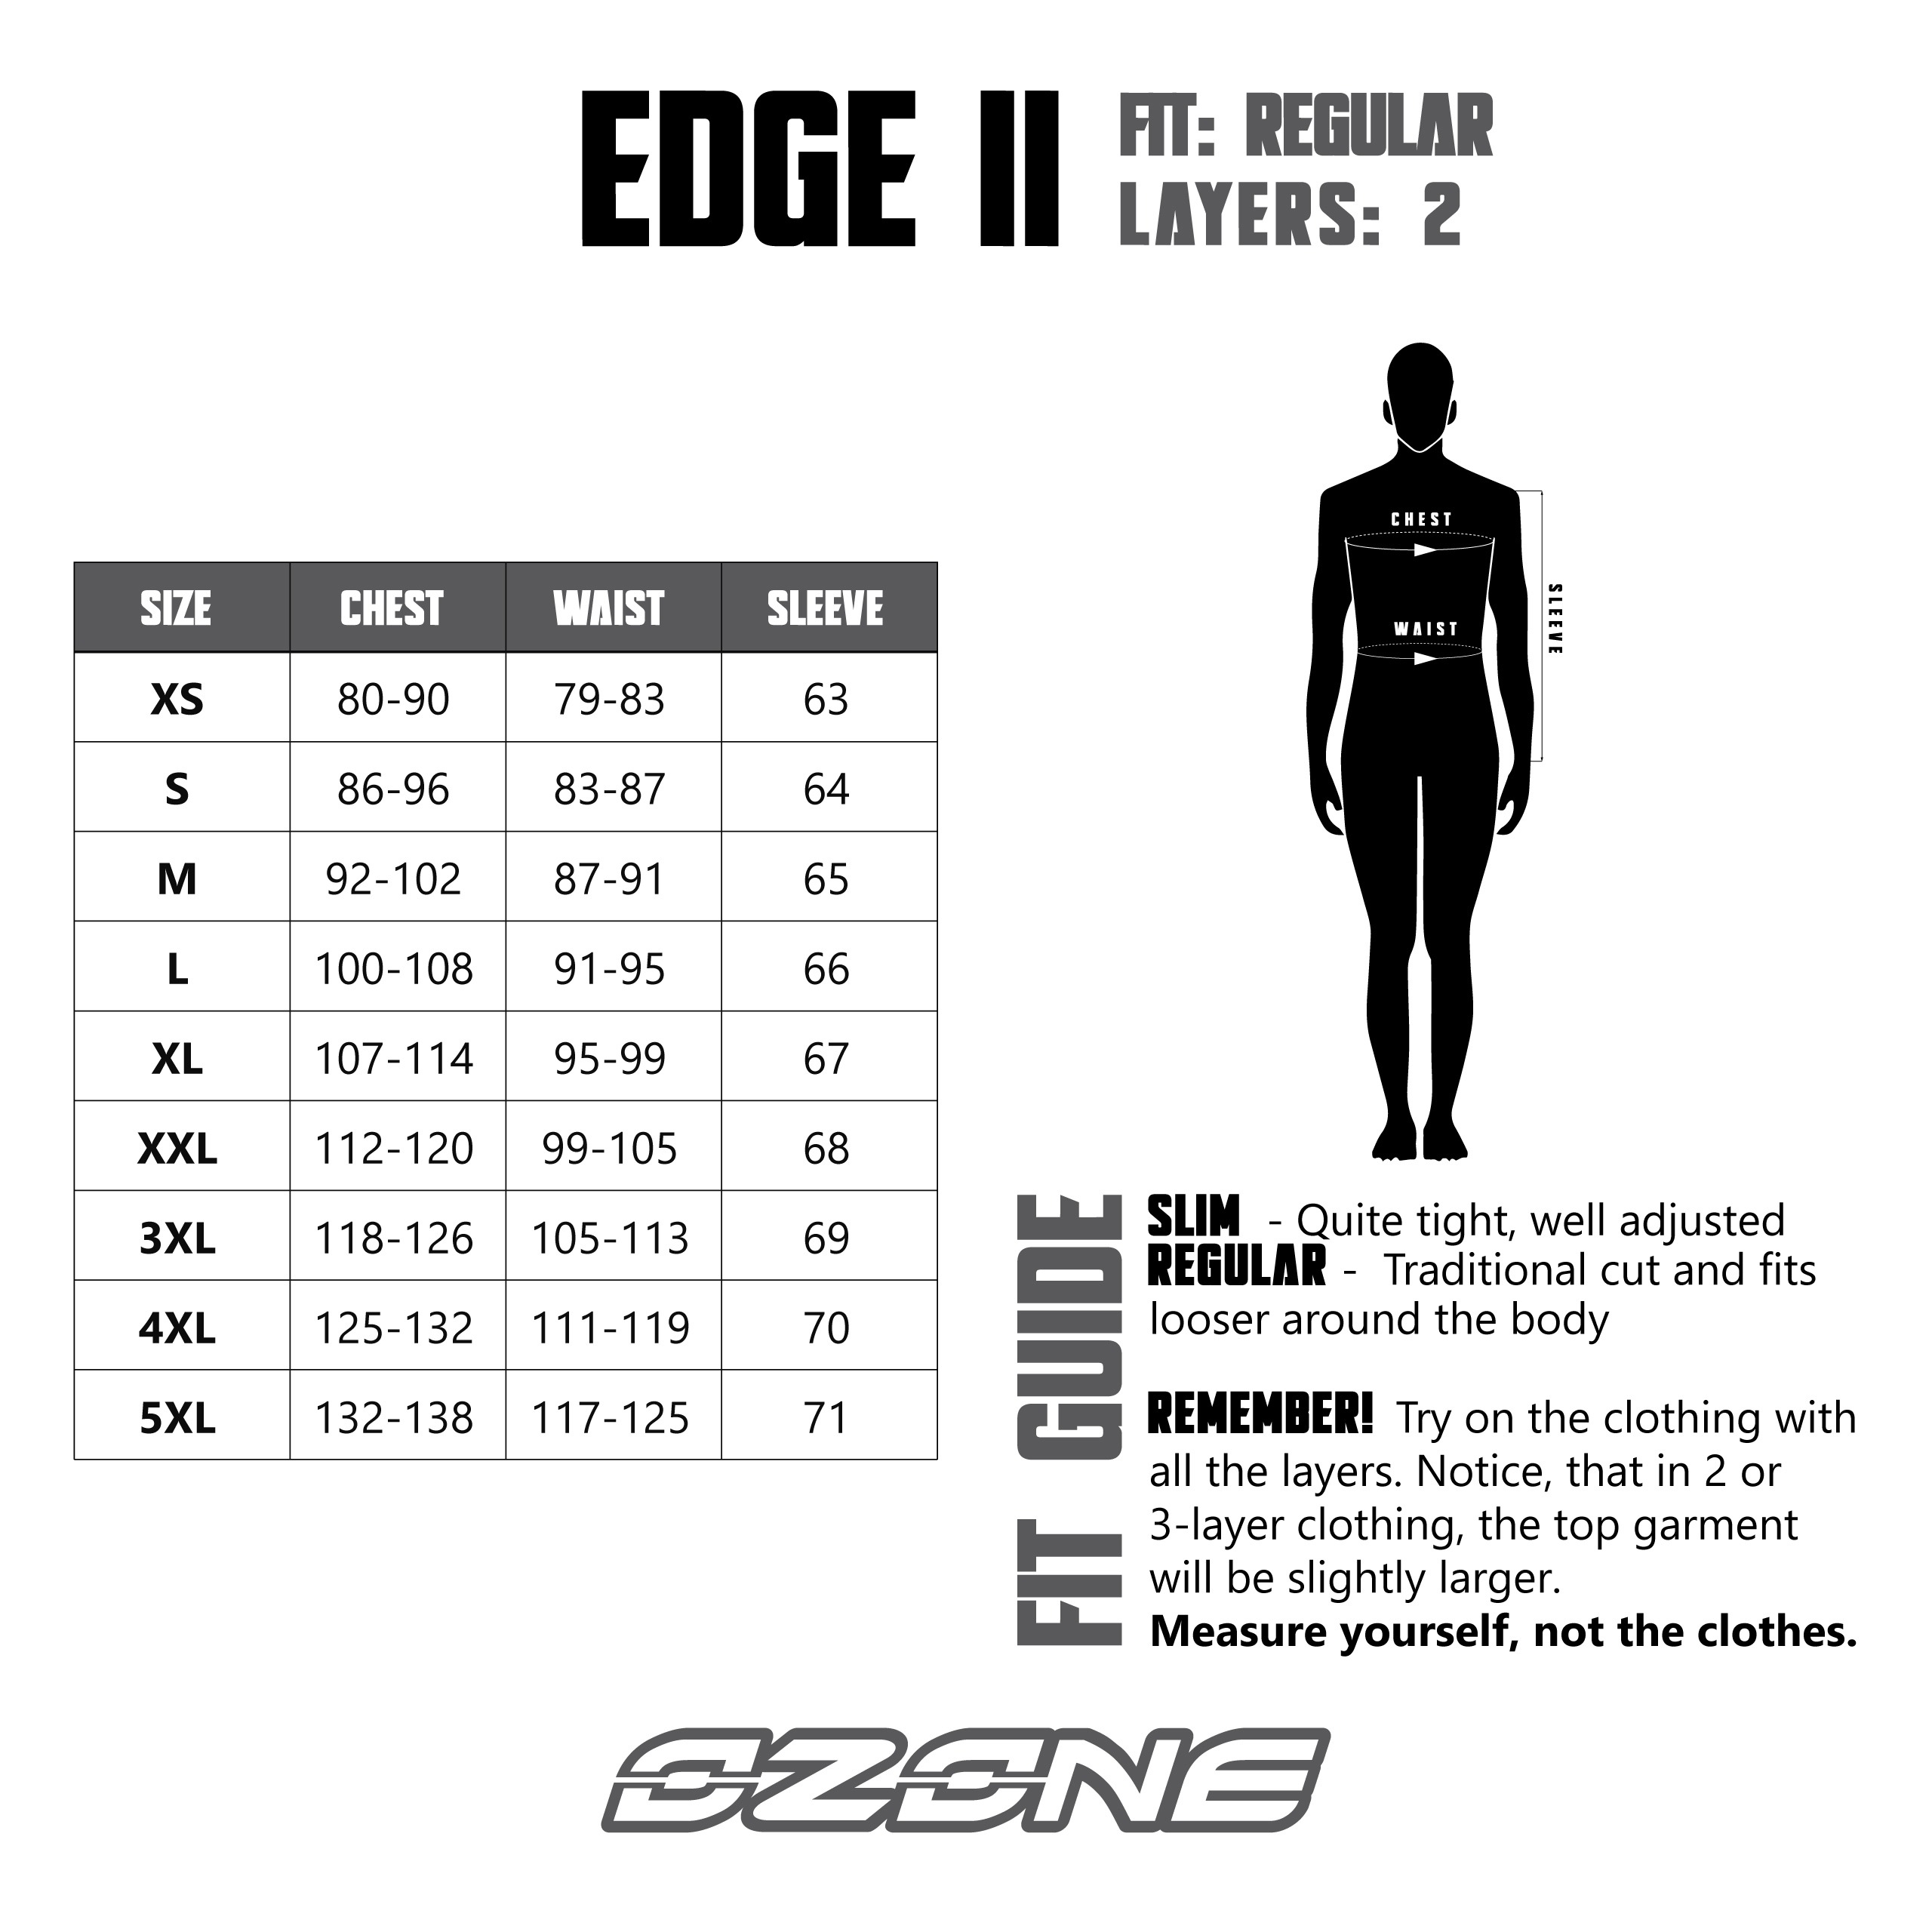 EDGE II
FIT: REGULAR
LAYERS: 2
CHEST
WAIST
SLEEVE
SIZE CHEST WAIST SLEEVE
XS 80-90 79-83 63
S 86-96 83-87 64
M 92-102 87-91 65
L 100-108 91-95 66
XL 107-114 95-99 67
XXL 112-120 99-105 68
3XL 118-126 105-113 69
4XL 125-132 111-119 70
5XL 132-138 117-125 71
FIT GUIDE
SLIM - Quite tight, well adjusted
REGULAR - Traditional cut and fits
looser around the body
REMEMBER! Try on the clothing with
all the layers. Notice, that in 2 or
3-layer clothing, the top garment
will be slightly larger.
Measure yourself, not the clothes.
OZONE